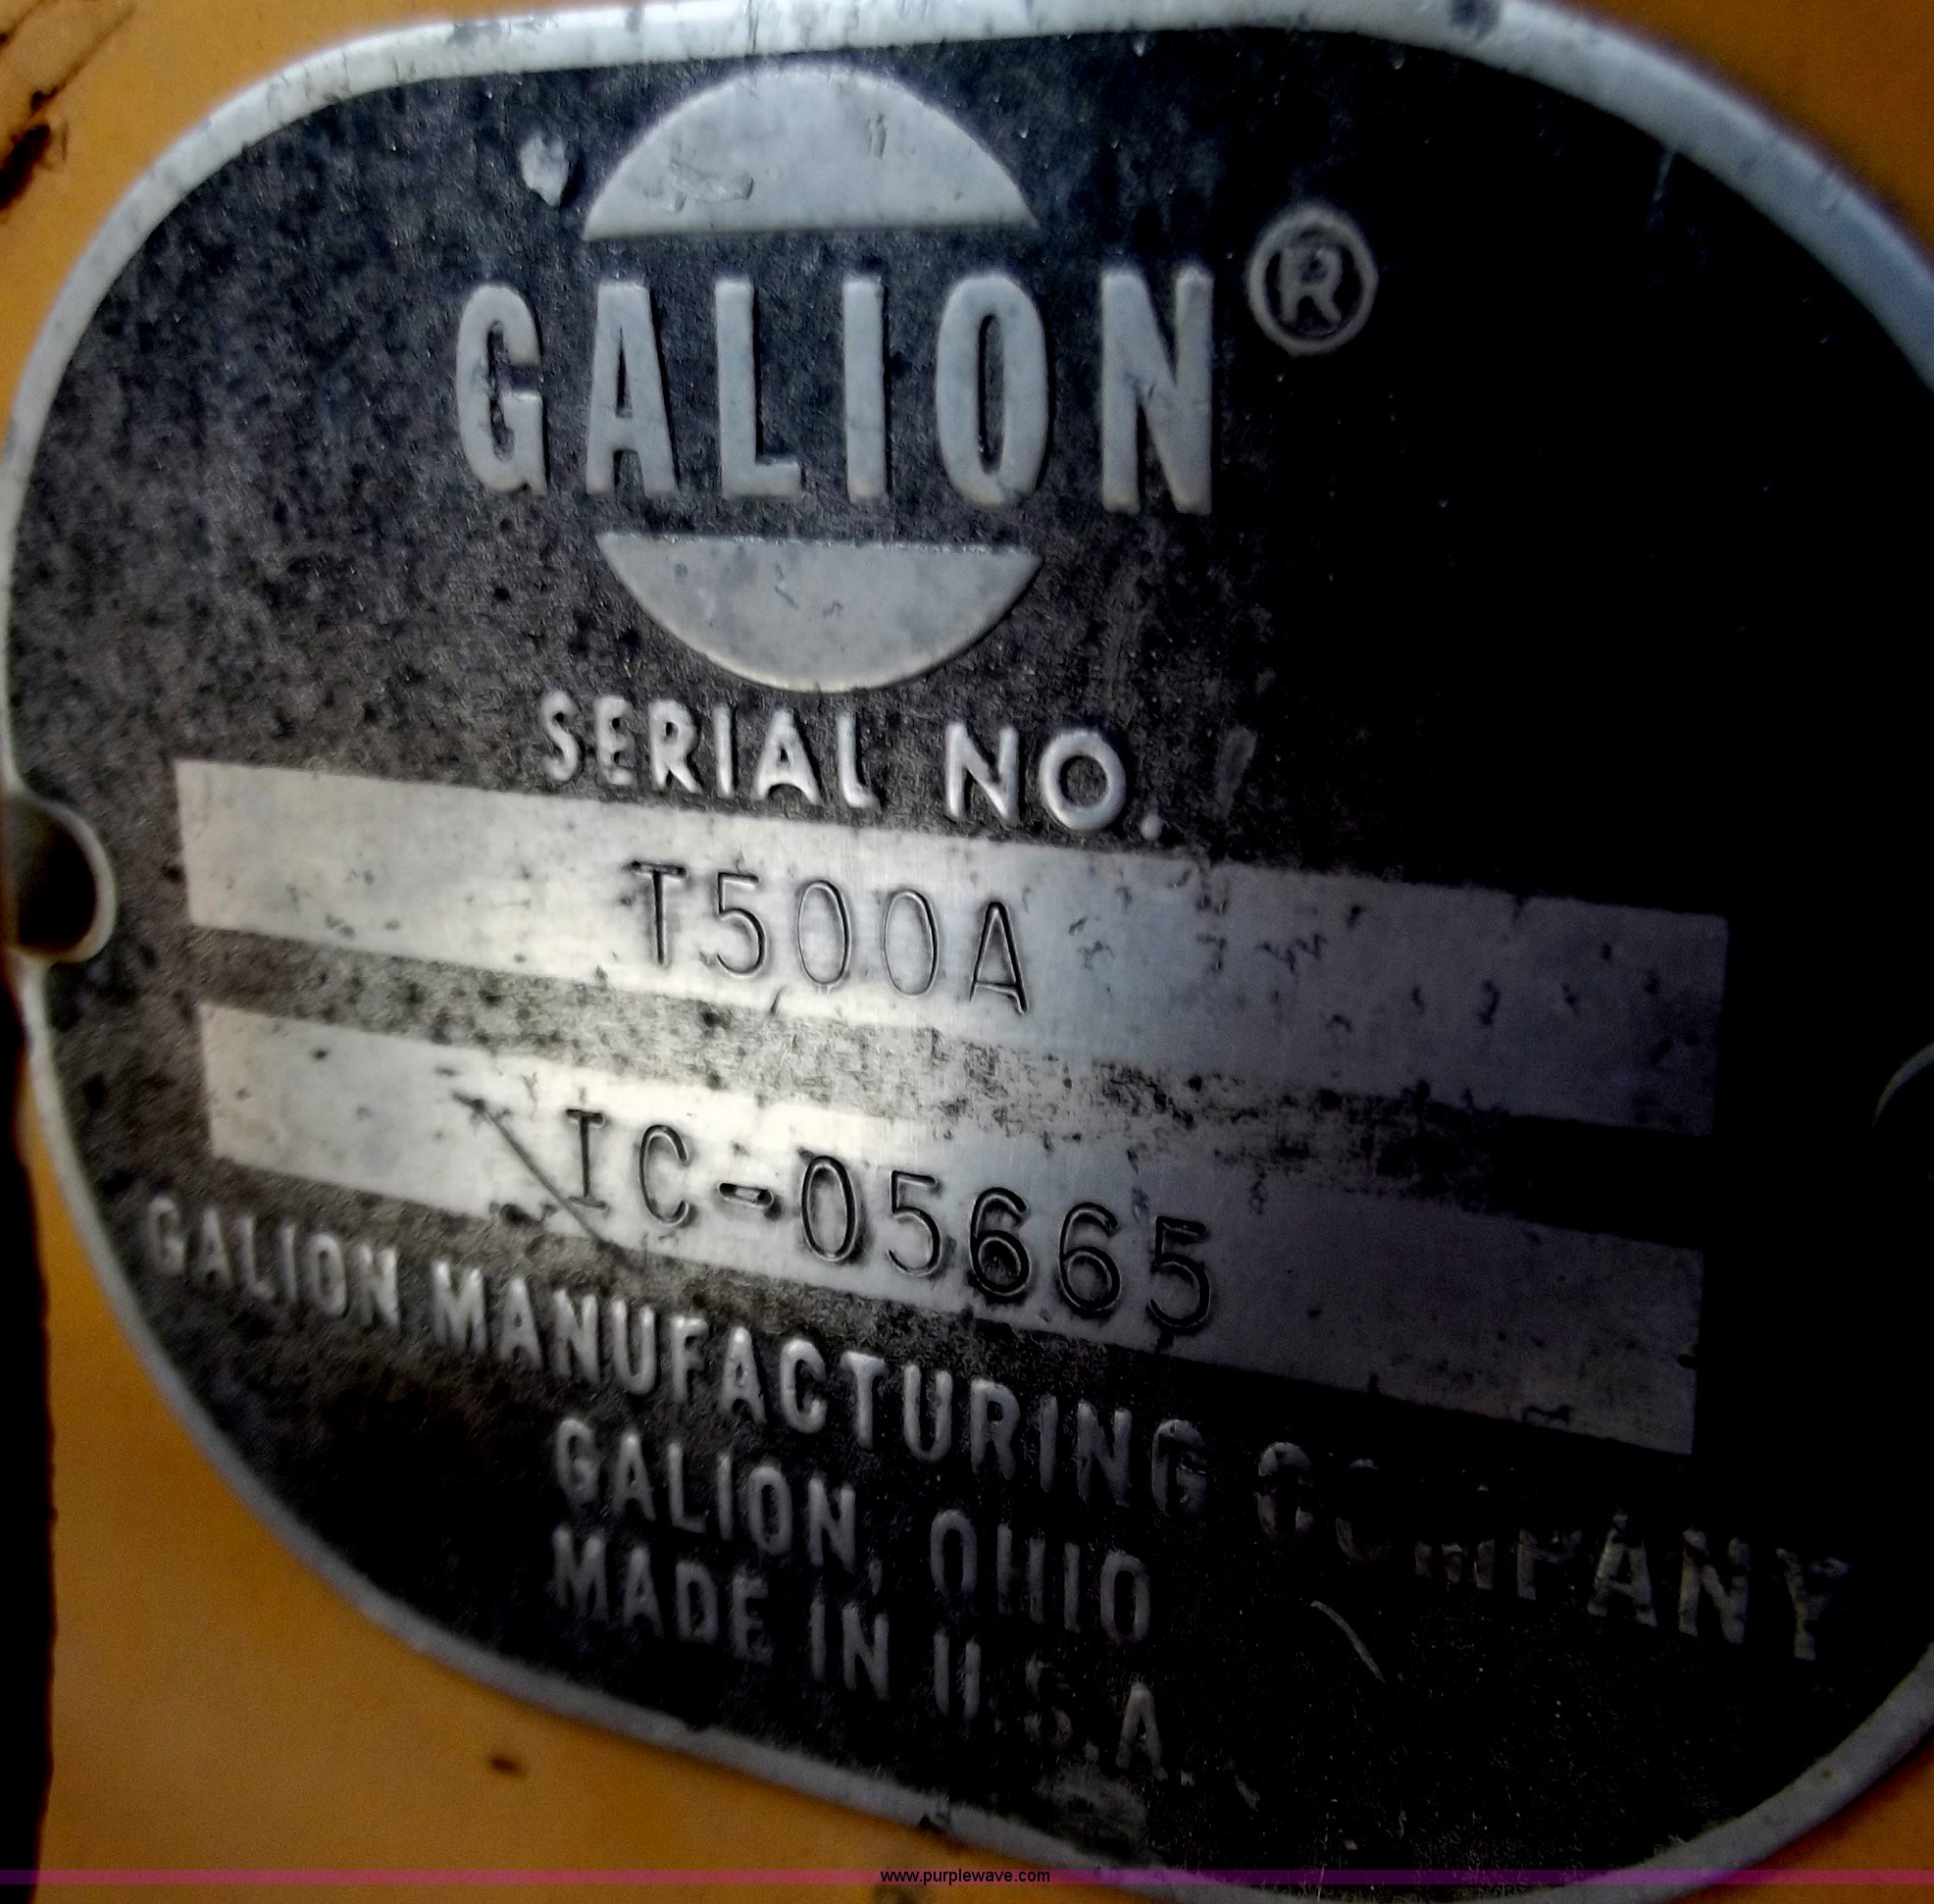 GALION®
SERIAL NO.
T500A
IC-05665
GALION MANUFACTURING COMPANY
GALION, OHIO
MADE IN U.S.A.
www.purplewave.com